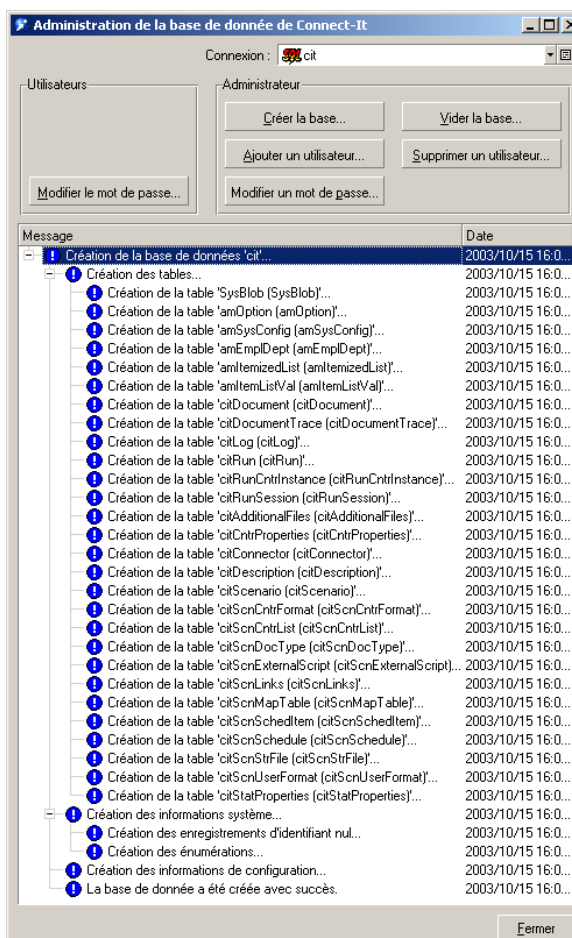 Administration de la base de donnée de Connect-It
Connexion : cit
Utilisateurs
Administrateur
Créer la base...
Vider la base...
Ajouter un utilisateur...
Supprimer un utilisateur...
Modifier le mot de passe...
Modifier un mot de passe...
Message Date
Création de la base de données 'cit'... 2003/10/15 16:0...
Création des tables... 2003/10/15 16:0...
Création de la table 'SysBlob (SysBlob)'... 2003/10/15 16:0...
Création de la table 'amOption (amOption)'... 2003/10/15 16:0...
Création de la table 'amSysConfig (amSysConfig)'... 2003/10/15 16:0...
Création de la table 'amEmplDept (amEmplDept)'... 2003/10/15 16:0...
Création de la table 'amItemizedList (amItemizedList)'... 2003/10/15 16:0...
Création de la table 'amItemListVal (amItemListVal)'... 2003/10/15 16:0...
Création de la table 'citDocument (citDocument)'... 2003/10/15 16:0...
Création de la table 'citDocumentTrace (citDocumentTrace)'... 2003/10/15 16:0...
Création de la table 'citLog (citLog)'... 2003/10/15 16:0...
Création de la table 'citRun (citRun)'... 2003/10/15 16:0...
Création de la table 'citRunCntrInstance (citRunCntrInstance)'... 2003/10/15 16:0...
Création de la table 'citRunSession (citRunSession)'... 2003/10/15 16:0...
Création de la table 'citAdditionalFiles (citAdditionalFiles)'... 2003/10/15 16:0...
Création de la table 'citCntrProperties (citCntrProperties)'... 2003/10/15 16:0...
Création de la table 'citConnector (citConnector)'... 2003/10/15 16:0...
Création de la table 'citDescription (citDescription)'... 2003/10/15 16:0...
Création de la table 'citScenario (citScenario)'... 2003/10/15 16:0...
Création de la table 'citScnCntrFormat (citScnCntrFormat)'... 2003/10/15 16:0...
Création de la table 'citScnCntrList (citScnCntrList)'... 2003/10/15 16:0...
Création de la table 'citScnDocType (citScnDocType)'... 2003/10/15 16:0...
Création de la table 'citScnExternalScript (citScnExternalScript)... 2003/10/15 16:0...
Création de la table 'citScnLinks (citScnLinks)'... 2003/10/15 16:0...
Création de la table 'citScnMapTable (citScnMapTable)'... 2003/10/15 16:0...
Création de la table 'citScnSchedItem (citScnSchedItem)'... 2003/10/15 16:0...
Création de la table 'citScnSchedule (citScnSchedule)'... 2003/10/15 16:0...
Création de la table 'citScnStrFile (citScnStrFile)'... 2003/10/15 16:0...
Création de la table 'citScnUserFormat (citScnUserFormat)'... 2003/10/15 16:0...
Création de la table 'citStatProperties (citStatProperties)'... 2003/10/15 16:0...
Création des informations système... 2003/10/15 16:0...
Création des enregistrements d'identifiant nul... 2003/10/15 16:0...
Création des énumérations... 2003/10/15 16:0...
Création des informations de configuration... 2003/10/15 16:0...
La base de donnée a été créée avec succès. 2003/10/15 16:0...
Fermer